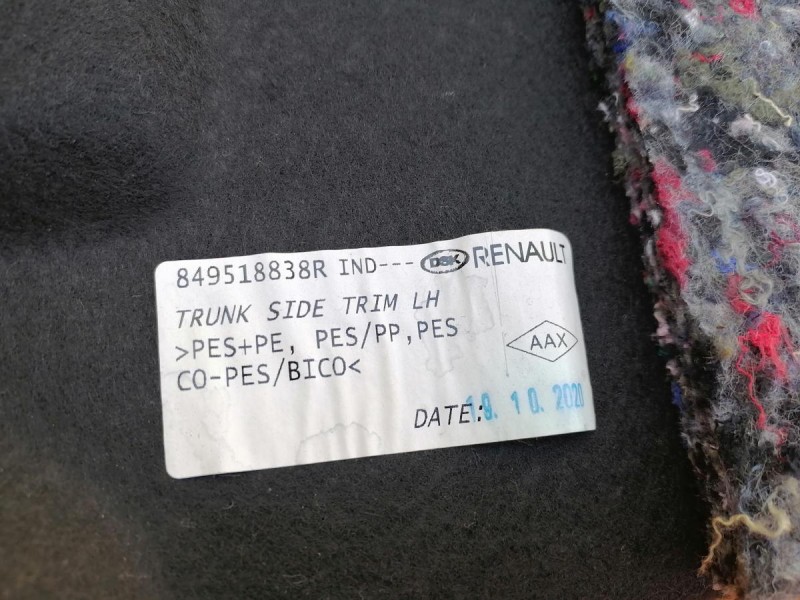 849518838R IND--- DSK RENAULT
TRUNK SIDE TRIM LH
>PES+PE, PES/PP,PES
CO-PES/BICO<
AAX
DATE: 19. 10. 2020